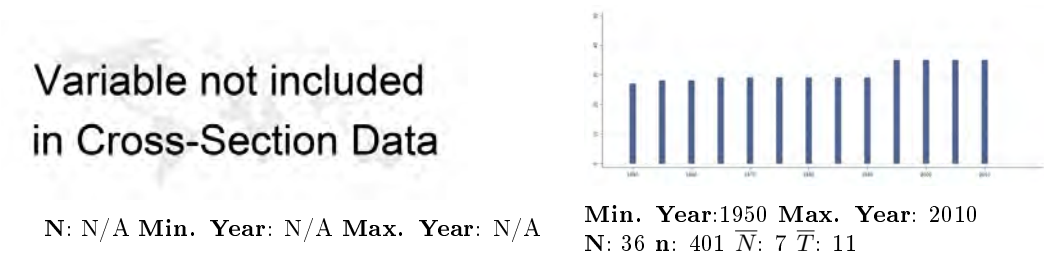 Variable not included
in Cross-Section Data
N: N/A Min. Year: N/A Max. Year: N/A
Min. Year:1950 Max. Year: 2010
N: 36 n: 401 N̅: 7 T̅: 11